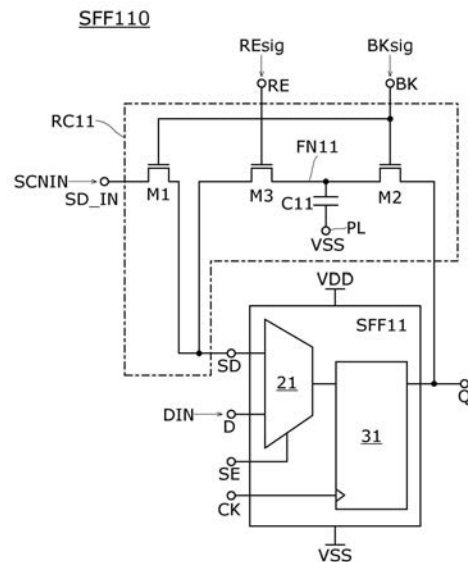 SFF110
REsig
BKsig
RE
BK
RC11
FN11
SCNIN
SD_IN
M1
M3
C11
M2
PL
VSS
VDD
SFF11
SD
21
DIN
D
31
Q
SE
CK
VSS